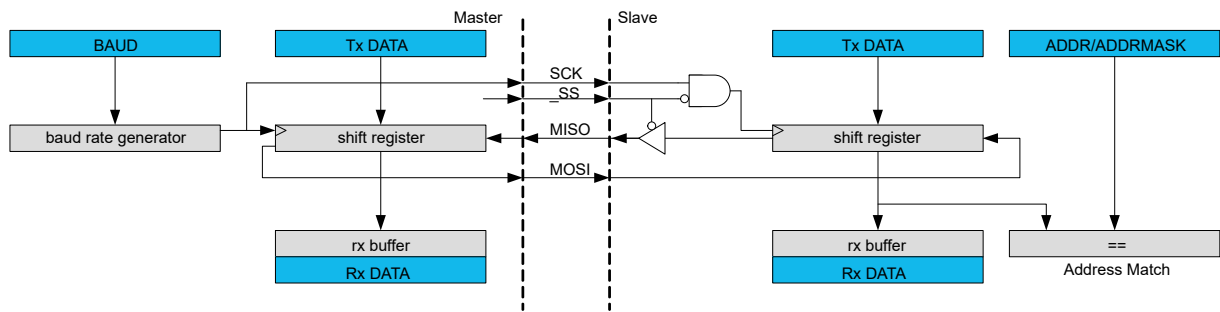 Master
Slave
BAUD
Tx DATA
Tx DATA
ADDR/ADDRMASK
SCK
_SS
baud rate generator
shift register
MISO
shift register
MOSI
rx buffer
rx buffer
==
Rx DATA
Rx DATA
Address Match